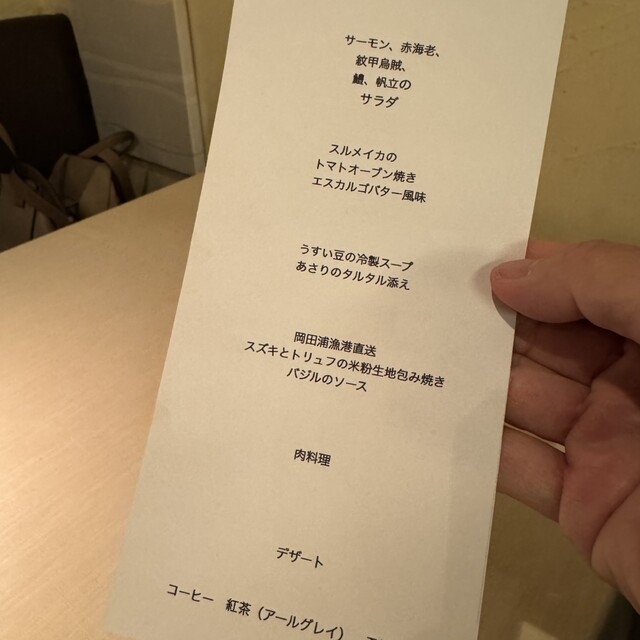 サーモン、赤海老、
紋甲烏賊、
鱧、帆立の
サラダ
スルメイカの
トマトオーブン焼き
エスカルゴバター風味
うすい豆の冷製スープ
あさりのタルタル添え
岡田浦漁港直送
スズキとトリュフの米粉生地包み焼き
バジルのソース
肉料理
デザート
コーヒー　紅茶（アールグレイ）